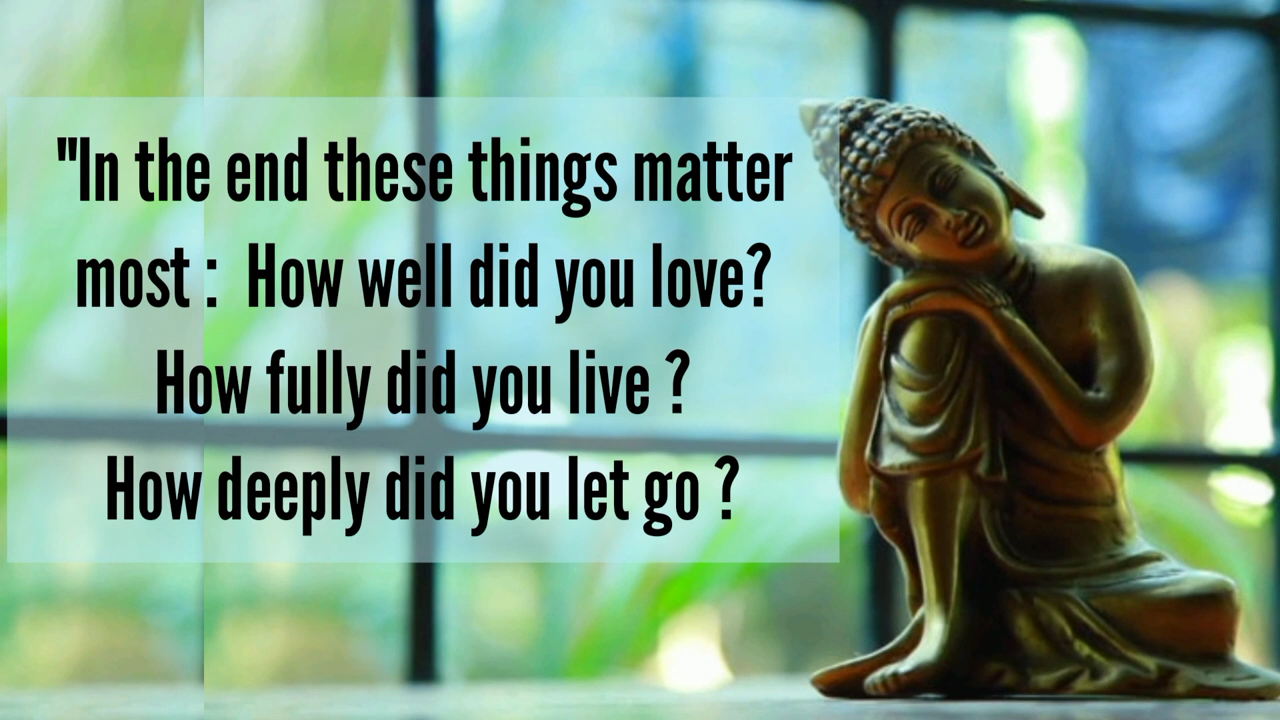 "In the end these things matter
most :  How well did you love?
How fully did you live ?
How deeply did you let go ?